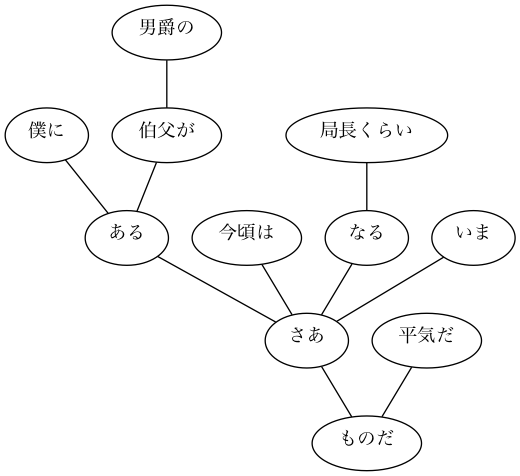 男爵の
僕に
伯父が
局長くらい
ある
今頃は
なる
いま
さあ
平気だ
ものだ